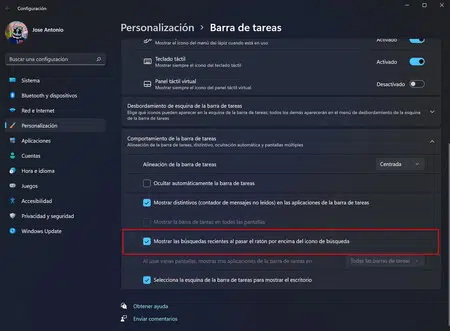 Configuración
Jose Antonio
Buscar una configuración
Sistema
Bluetooth y dispositivos
Red e Internet
Personalización
Aplicaciones
Cuentas
Hora e idioma
Juegos
Accesibilidad
Privacidad y seguridad
Windows Update
Personalización > Barra de tareas
Mostrar el icono del menú del lápiz cuando está en uso
Activado
Teclado táctil
Mostrar siempre el icono del teclado táctil
Activado
Panel táctil virtual
Mostrar siempre el icono del panel táctil virtual
Desactivado
Desbordamiento de esquina de la barra de tareas
Elige qué iconos pueden aparecer en la esquina de la barra de tareas, todos los demás aparecerán en el menú de desbordamiento de la esquina
de la barra de tareas
Comportamientos de la barra de tareas
Alineación de la barra de tareas, distintivo, ocultación automática y pantallas múltiples
Alineación de la barra de tareas
Centrada
Ocultar automáticamente la barra de tareas
Mostrar distintivos (contador de mensajes no leídos) en las aplicaciones de la barra de tareas
Mostrar la barra de tareas en todas las pantallas
Mostrar las búsquedas recientes al pasar el ratón por encima del icono de búsqueda
Al usar varias pantallas, mostrar mis aplicaciones de la barra de tareas en
Todas las barras de tareas
Selecciona la esquina de la barra de tareas para mostrar el escritorio
Obtener ayuda
Enviar comentarios